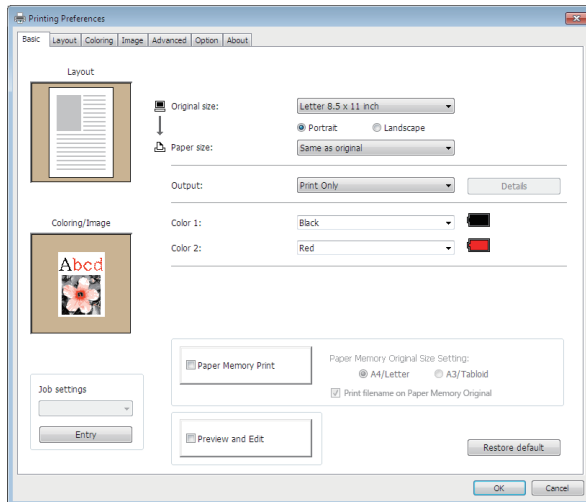 Printing Preferences
Basic Layout Coloring Image Advanced Option About
Layout
Original size: Letter 8.5 x 11 inch
Portrait Landscape
Paper size: Same as original
Output: Print Only Details
Coloring/Image
Color 1: Black
Color 2: Red
Abcd
Paper Memory Print
Paper Memory Original Size Setting:
A4/Letter A3/Tabloid
Print filename on Paper Memory Original
Job settings
Entry
Preview and Edit
Restore default
OK Cancel